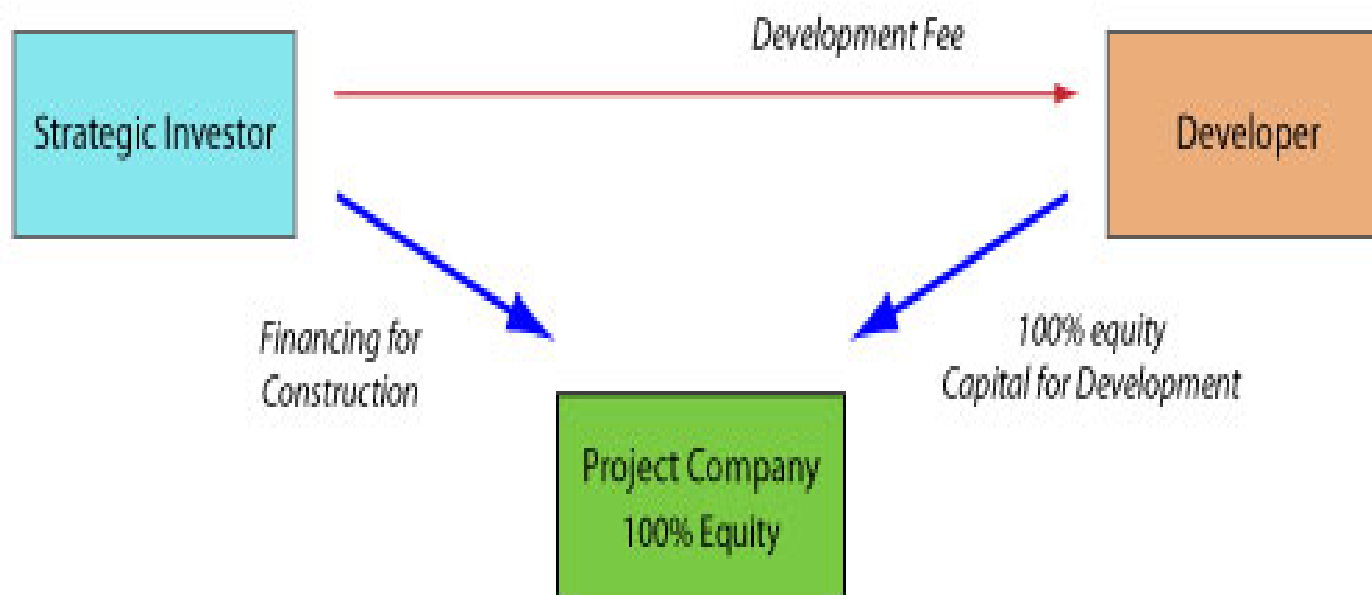 Development Fee
Strategic Investor
Developer
Financing for
Construction
100% equity
Capital for Development
Project Company
100% Equity